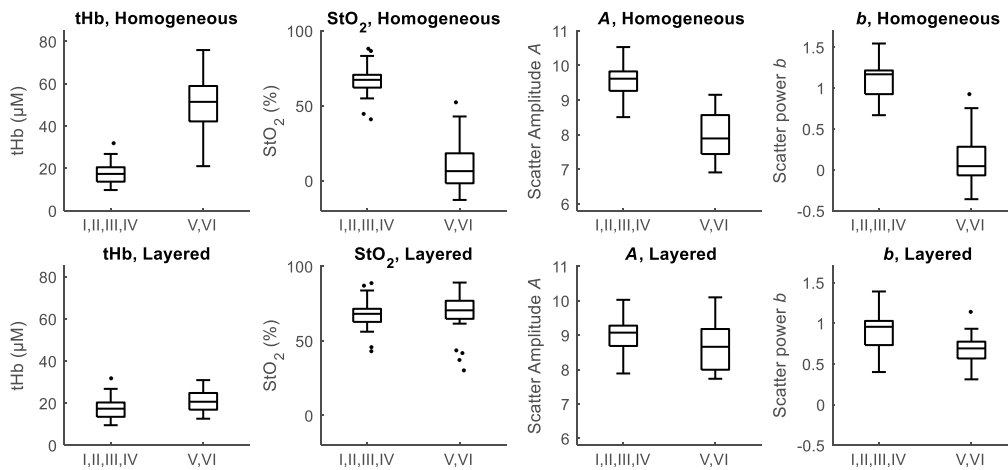 tHb, Homogeneous
tHb (µM)
80
60
40
20
0
I,II,III,IV
V,VI
StO2, Homogeneous
StO2 (%)
100
50
0
I,II,III,IV
V,VI
A, Homogeneous
Scatter Amplitude A
11
10
9
8
7
6
I,II,III,IV
V,VI
b, Homogeneous
Scatter power b
1.5
1
0.5
0
-0.5
I,II,III,IV
V,VI
tHb, Layered
tHb (µM)
80
60
40
20
0
I,II,III,IV
V,VI
StO2, Layered
StO2 (%)
100
50
0
I,II,III,IV
V,VI
A, Layered
Scatter Amplitude A
11
10
9
8
7
6
I,II,III,IV
V,VI
b, Layered
Scatter power b
1.5
1
0.5
0
-0.5
I,II,III,IV
V,VI